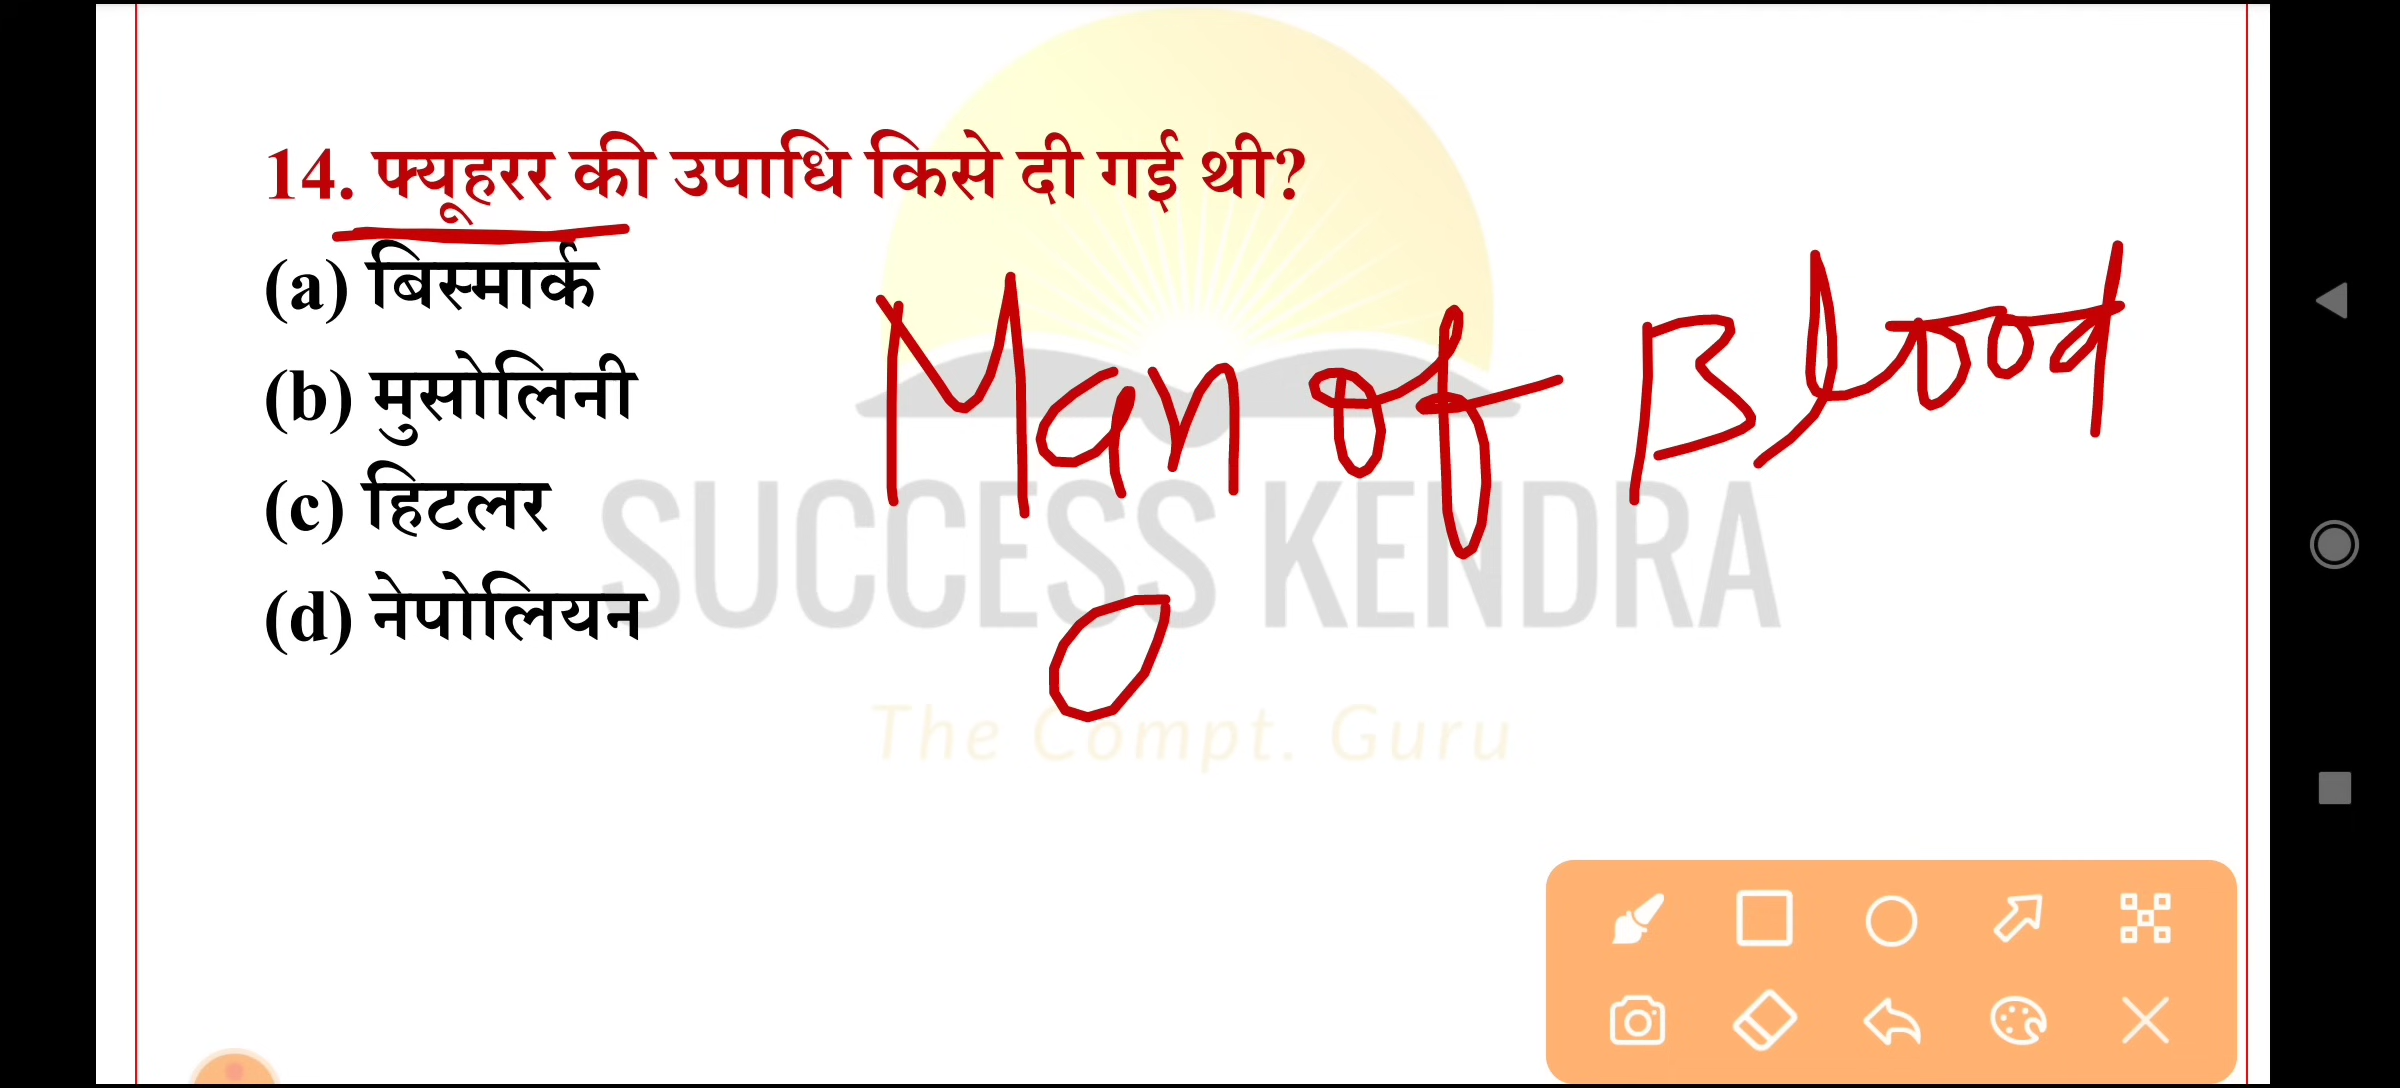 14. फ्यूहरर की उपाधि किसे दी गई थी?
(a) बिस्मार्क
(b) मुसोलिनी
(c) हिटलर
(d) नेपोलियन
Man of Blood
O
SUCCESS KENDRA
The Compt. Guru